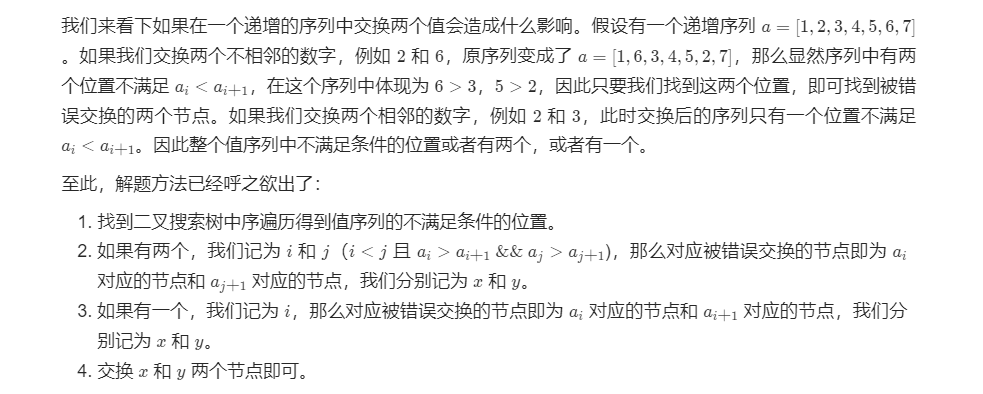 我们来看下如果在一个递增的序列中交换两个值会造成什么影响。假设有一个递增序列 a = [1, 2, 3, 4, 5, 6, 7]
。如果我们交换两个不相邻的数字，例如 2 和 6，原序列变成了 a = [1, 6, 3, 4, 5, 2, 7]，那么显然序列中有两
个位置不满足 a_i < a_{i+1}，在这个序列中体现为 6 > 3，5 > 2，因此只要我们找到这两个位置，即可找到被错
误交换的两个节点。如果我们交换两个相邻的数字，例如 2 和 3，此时交换后的序列只有一个位置不满足
a_i < a_{i+1}。因此整个值序列中不满足条件的位置或者有两个，或者有一个。
至此，解题方法已经呼之欲出了：
1. 找到二叉搜索树中序遍历得到值序列的不满足条件的位置。
2. 如果有两个，我们记为 i 和 j（i < j 且 a_i > a_{i+1} && a_j > a_{j+1})，那么对应被错误交换的节点即为 a_i
对应的节点和 a_{j+1} 对应的节点，我们分别记为 x 和 y。
3. 如果有一个，我们记为 i，那么对应被错误交换的节点即为 a_i 对应的节点和 a_{i+1} 对应的节点，我们分
别记为 x 和 y。
4. 交换 x 和 y 两个节点即可。